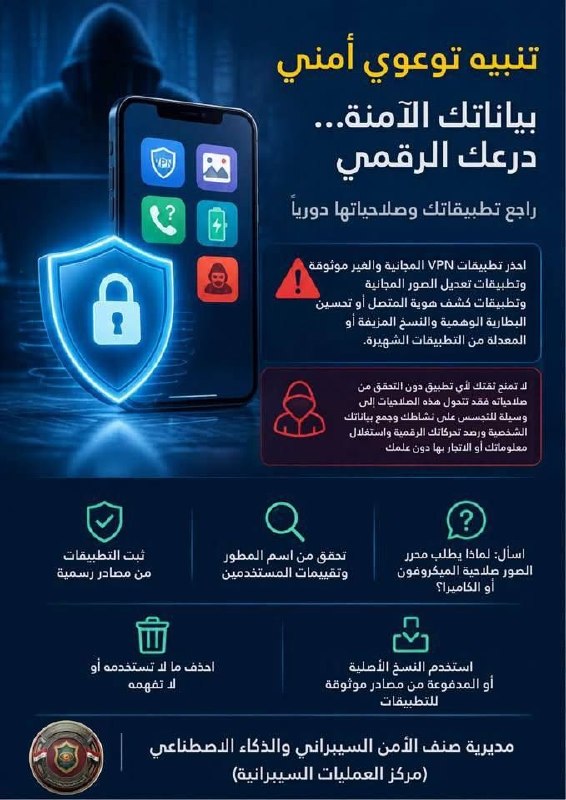 تنبيه توعوي أمني
بياناتك الآمنة...
درعك الرقمي
راجع تطبيقاتك وصلاحياتها دورياً
VPN
احذر تطبيقات VPN المجانية والغير موثوقة
وتطبيقات تعديل الصور المجانية
وتطبيقات كشف هوية المتصل أو تحسين
البطارية الوهمية والنسخ المزيفة أو
المعدلة من التطبيقات الشهيرة.
لا تمنح ثقتك لأي تطبيق دون التحقق من
صلاحياته فقد تتحول هذه الصلاحيات إلى
وسيلة للتجسس على نشاطك وجمع بياناتك
الشخصية ورصد تحركاتك الرقمية واستغلال
معلوماتك أو الاتجار بها دون علمك
اسأل: لماذا يطلب محرر
الصور صلاحية الميكروفون
أو الكاميرا؟
تحقق من اسم المطور
وتقييمات المستخدمين
ثبت التطبيقات
من مصادر رسمية
استخدم النسخ الأصلية
أو المدفوعة من مصادر موثوقة
للتطبيقات
احذف ما لا تستخدمه أو
لا تفهمه
مديرية صنف الأمن السيبراني والذكاء الاصطناعي
(مركز العمليات السيبرانية)